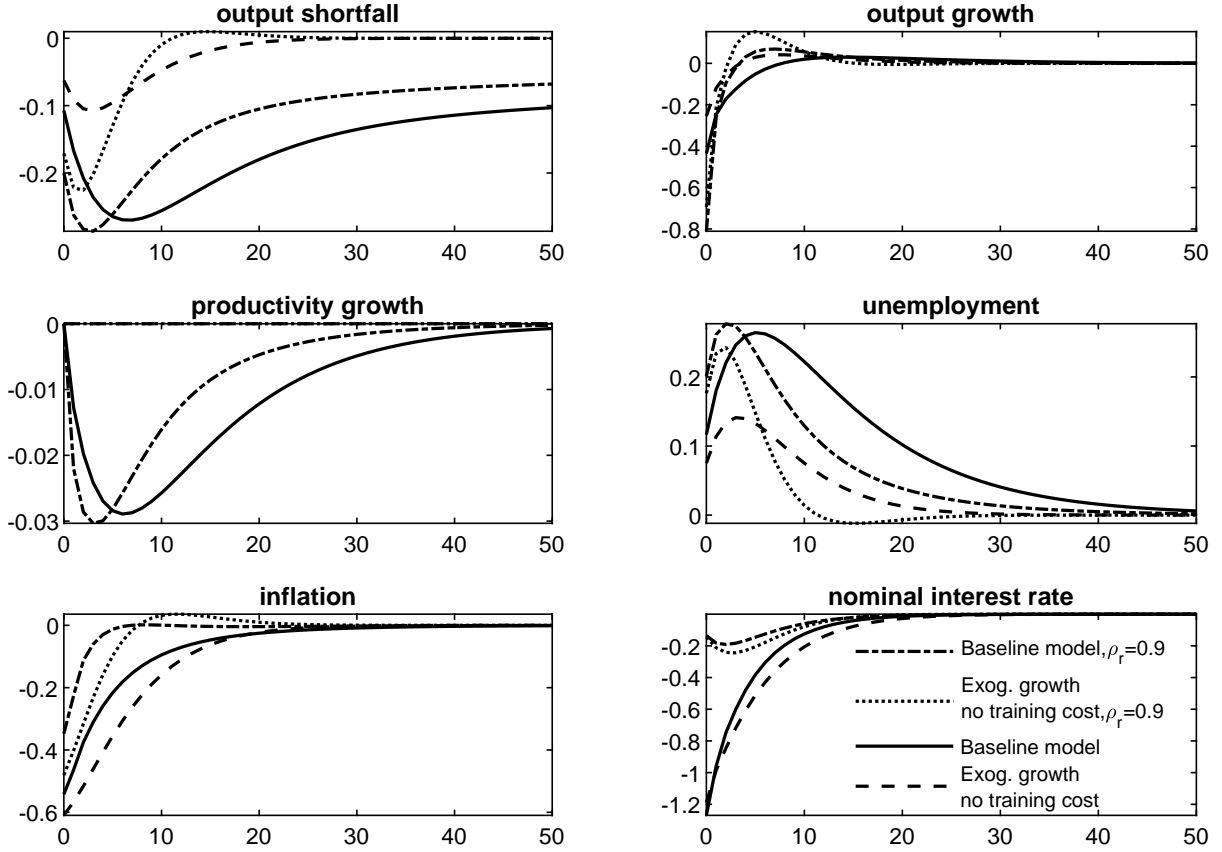 output shortfall
0
-0.1
-0.2
0 10 20 30 40 50
output growth
0
-0.2
-0.4
-0.6
-0.8
0 10 20 30 40 50
productivity growth
0
-0.01
-0.02
-0.03
0 10 20 30 40 50
unemployment
0.2
0.1
0
0 10 20 30 40 50
inflation
0
-0.2
-0.4
-0.6
0 10 20 30 40 50
nominal interest rate
-0.2
-0.4
-0.6
-0.8
-1
-1.2
0 10 20 30 40 50
Baseline model,ρr=0.9
Exog. growth
no training cost,ρr=0.9
Baseline model
Exog. growth
no training cost